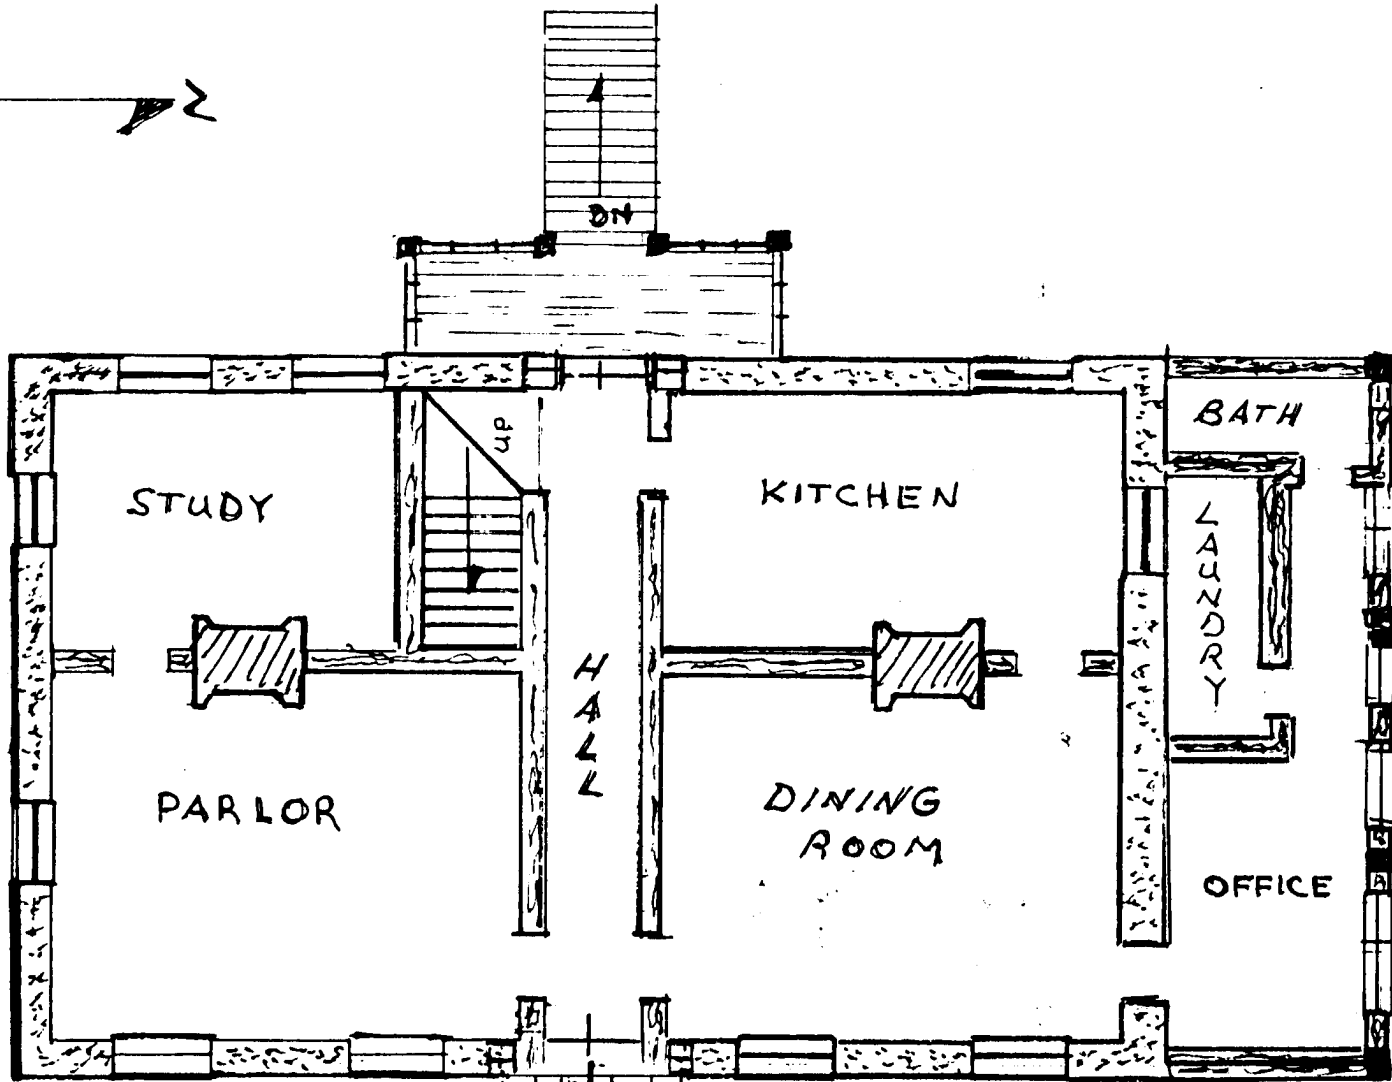 N
DN
UP
BATH
STUDY
KITCHEN
LAUNDRY
HALL
PARLOR
DINING
ROOM
OFFICE